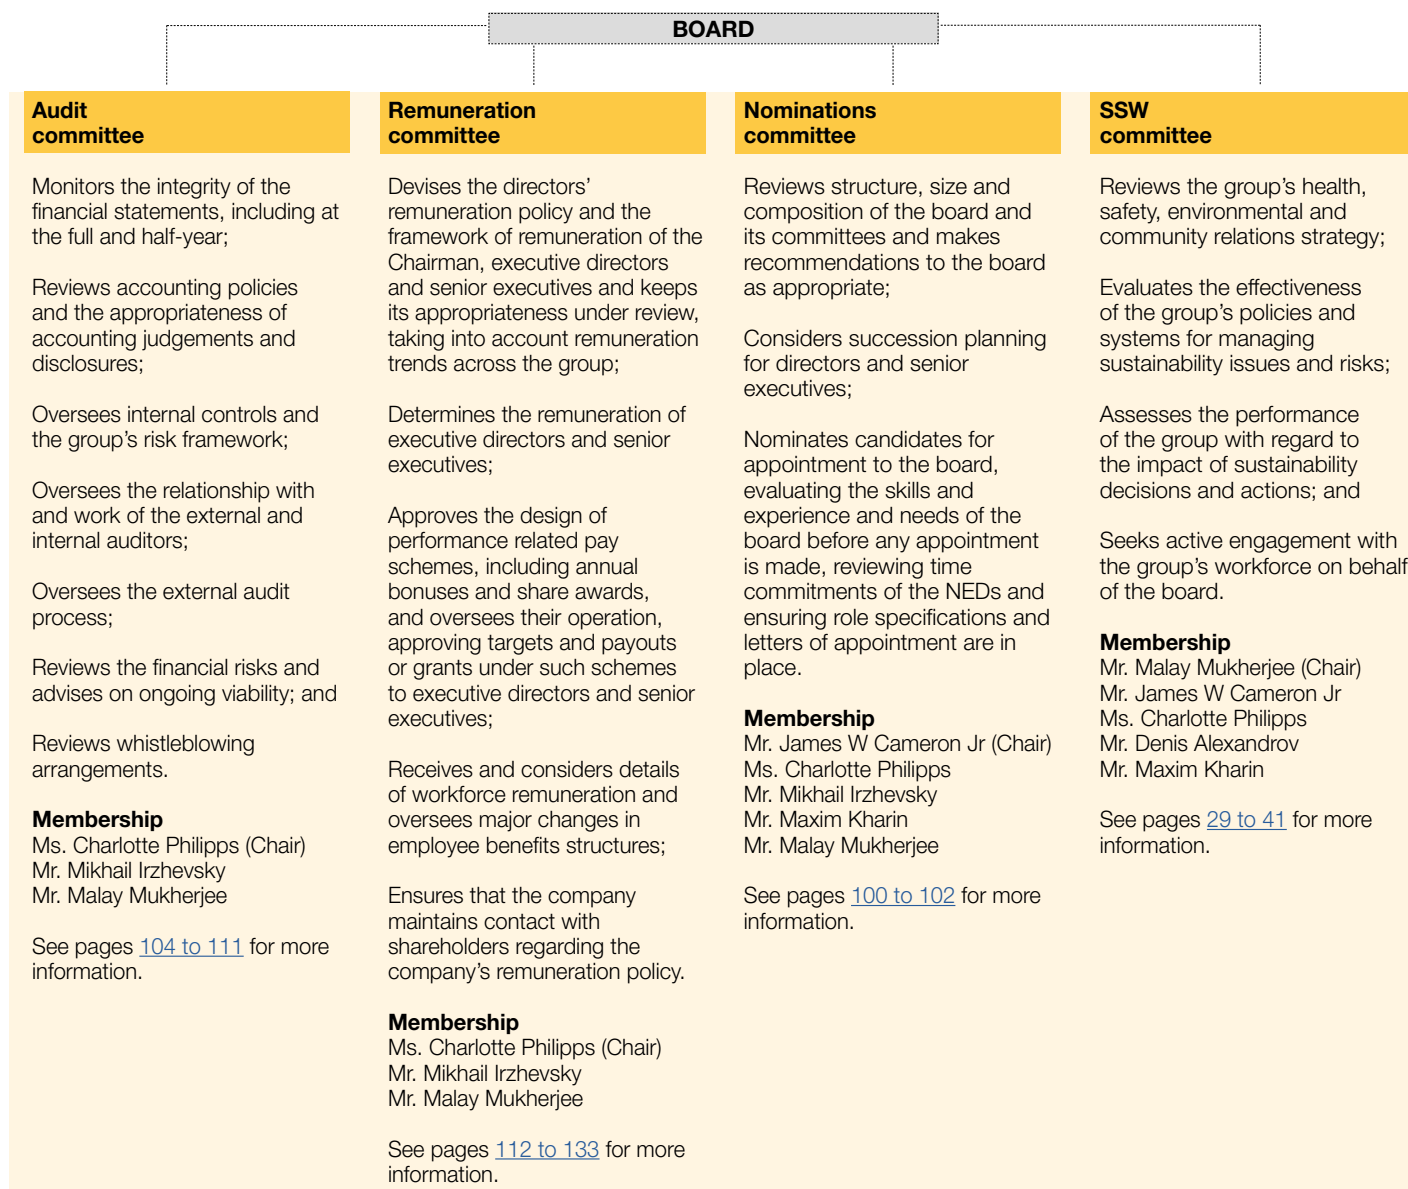 BOARD
Audit
committee
Monitors the integrity of the
financial statements, including at
the full and half-year;
Reviews accounting policies
and the appropriateness of
accounting judgements and
disclosures;
Oversees internal controls and
the group's risk framework;
Oversees the relationship with
and work of the external and
internal auditors;
Oversees the external audit
process;
Reviews the financial risks and
advises on ongoing viability; and
Reviews whistleblowing
arrangements.
Membership
Ms. Charlotte Philipps (Chair)
Mr. Mikhail Irzhevsky
Mr. Malay Mukherjee
See pages 104 to 111 for more
information.
Remuneration
committee
Devises the directors'
remuneration policy and the
framework of remuneration of the
Chairman, executive directors
and senior executives and keeps
its appropriateness under review,
taking into account remuneration
trends across the group;
Determines the remuneration of
executive directors and senior
executives;
Approves the design of
performance related pay
schemes, including annual
bonuses and share awards,
and oversees their operation,
approving targets and payouts
or grants under such schemes
to executive directors and senior
executives;
Receives and considers details
of workforce remuneration and
oversees major changes in
employee benefits structures;
Ensures that the company
maintains contact with
shareholders regarding the
company's remuneration policy.
Membership
Ms. Charlotte Philipps (Chair)
Mr. Mikhail Irzhevsky
Mr. Malay Mukherjee
See pages 112 to 133 for more
information.
Nominations
committee
Reviews structure, size and
composition of the board and
its committees and makes
recommendations to the board
as appropriate;
Considers succession planning
for directors and senior
executives;
Nominates candidates for
appointment to the board,
evaluating the skills and
experience and needs of the
board before any appointment
is made, reviewing time
commitments of the NEDs and
ensuring role specifications and
letters of appointment are in
place.
Membership
Mr. James W Cameron Jr (Chair)
Ms. Charlotte Philipps
Mr. Mikhail Irzhevsky
Mr. Maxim Kharin
Mr. Malay Mukherjee
See pages 100 to 102 for more
information.
SSW
committee
Reviews the group's health,
safety, environmental and
community relations strategy;
Evaluates the effectiveness
of the group's policies and
systems for managing
sustainability issues and risks;
Assesses the performance
of the group with regard to
the impact of sustainability
decisions and actions; and
Seeks active engagement with
the group's workforce on behalf
of the board.
Membership
Mr. Malay Mukherjee (Chair)
Mr. James W Cameron Jr
Ms. Charlotte Philipps
Mr. Denis Alexandrov
Mr. Maxim Kharin
See pages 29 to 41 for more
information.